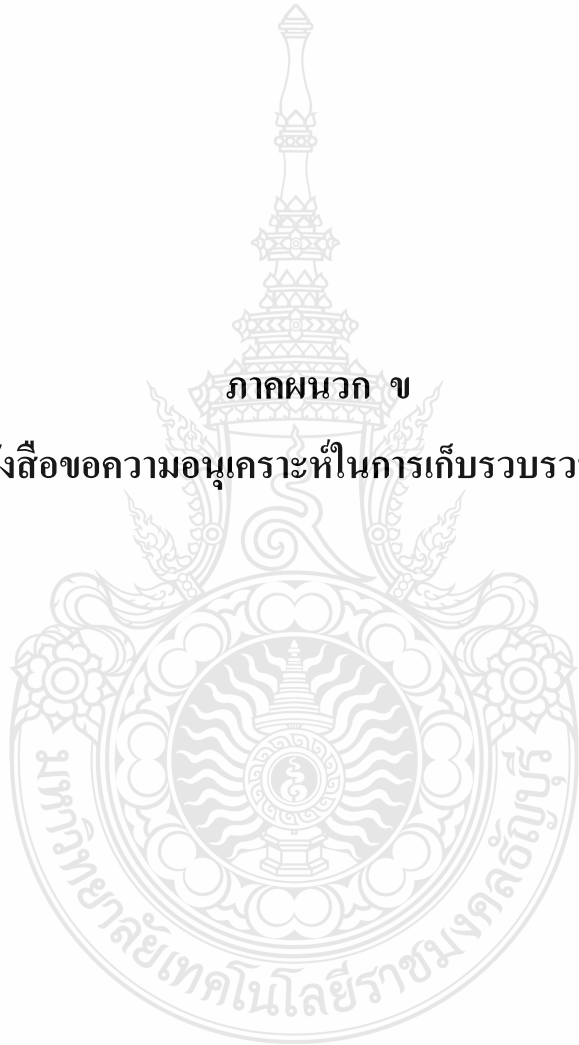 ภาคผนวก ข
งสือขอความอนุเคราะห์ในการเก็บรวบรว
มหาวิทยาลัยเทคโนโลยีราชมงคลธัญบุรี